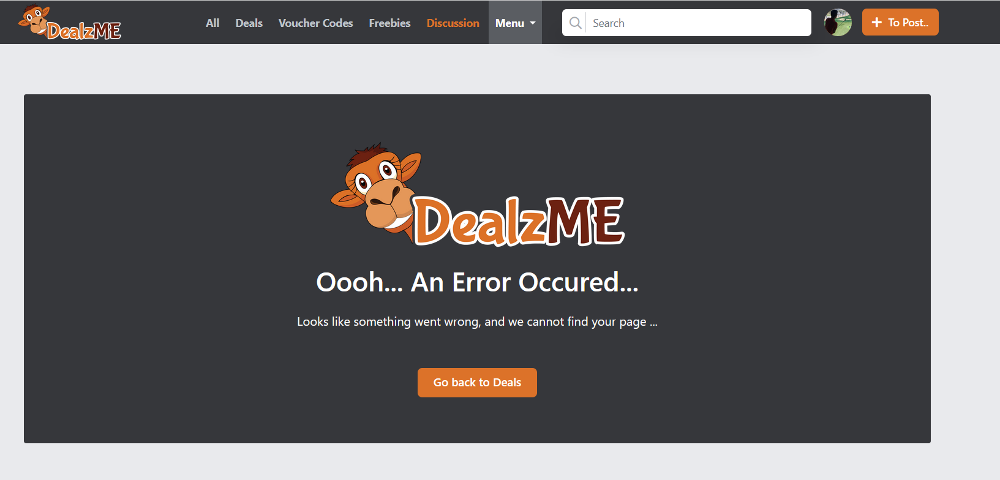 DealzME All Deals Voucher Codes Freebies Discussion Menu Search + To Post..
DealzME
Oooh... An Error Occured...
Looks like something went wrong, and we cannot find your page ...
Go back to Deals